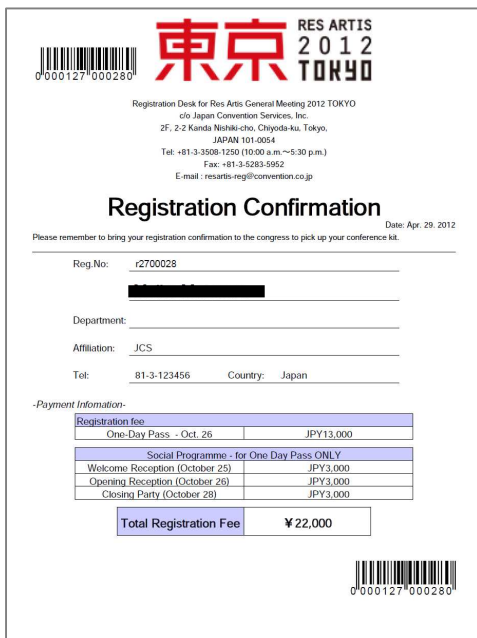 東京 RES ARTIS
2012
TOKYO
0 000127 000280
Registration Desk for Res Artis General Meeting 2012 TOKYO
c/o Japan Convention Services, Inc.
2F, 2-2 Kanda Nishiki-cho, Chiyoda-ku, Tokyo,
JAPAN 101-0054
Tel: +81-3-3508-1250 (10:00 a.m.～5:30 p.m.)
Fax: +81-3-5283-5952
E-mail : resartis-reg@convention.co.jp
Registration Confirmation
Date: Apr. 29. 2012
Please remember to bring your registration confirmation to the congress to pick up your conference kit.
Reg.No: r2700028
Department:
Affiliation: JCS
Tel: 81-3-123456 Country: Japan
-Payment Infomation-
Registration fee
One-Day Pass - Oct. 26 JPY13,000
Social Programme - for One Day Pass ONLY
Welcome Reception (October 25) JPY3,000
Opening Reception (October 26) JPY3,000
Closing Party (October 28) JPY3,000
Total Registration Fee ¥22,000
0 000127 000280